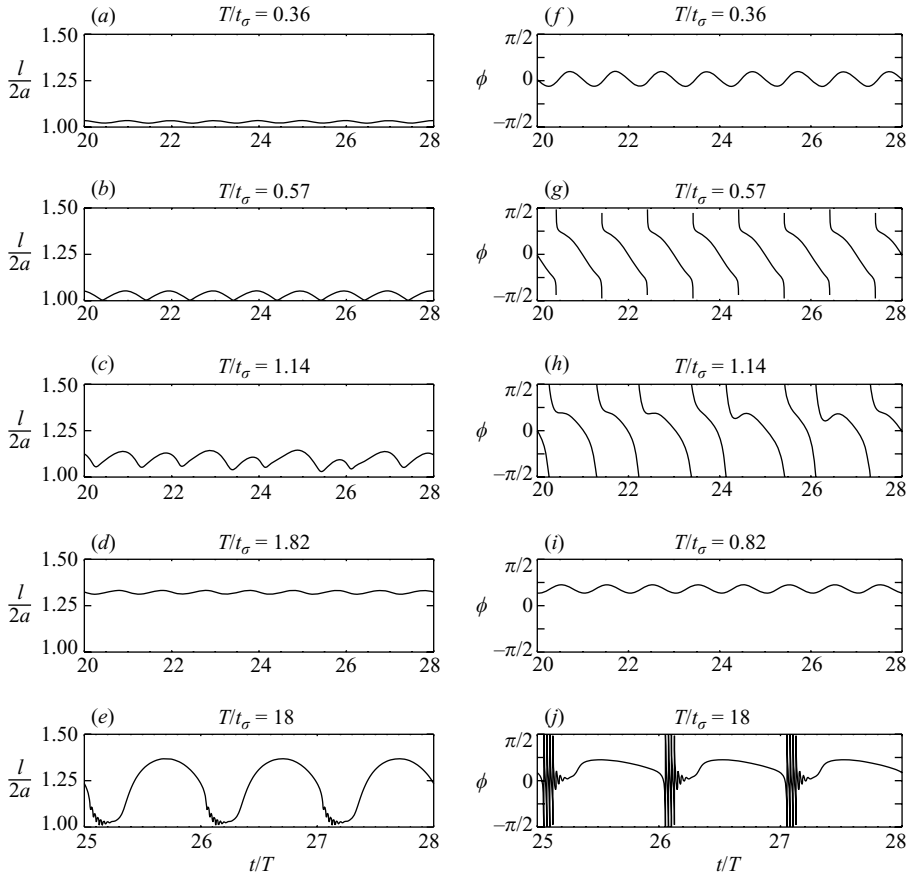 (a) T/tσ = 0.36
1.50
l/2a 1.25
1.00
20 22 24 26 28
(f) T/tσ = 0.36
π/2
ϕ 0
−π/2
20 22 24 26 28
(b) T/tσ = 0.57
1.50
l/2a 1.25
1.00
20 22 24 26 28
(g) T/tσ = 0.57
π/2
ϕ 0
−π/2
20 22 24 26 28
(c) T/tσ = 1.14
1.50
l/2a 1.25
1.00
20 22 24 26 28
(h) T/tσ = 1.14
π/2
ϕ 0
−π/2
20 22 24 26 28
(d) T/tσ = 1.82
1.50
l/2a 1.25
1.00
20 22 24 26 28
(i) T/tσ = 0.82
π/2
ϕ 0
−π/2
20 22 24 26 28
(e) T/tσ = 18
1.50
l/2a 1.25
1.00
25 26 27 28
t/T
(j) T/tσ = 18
π/2
ϕ 0
−π/2
25 26 27 28
t/T